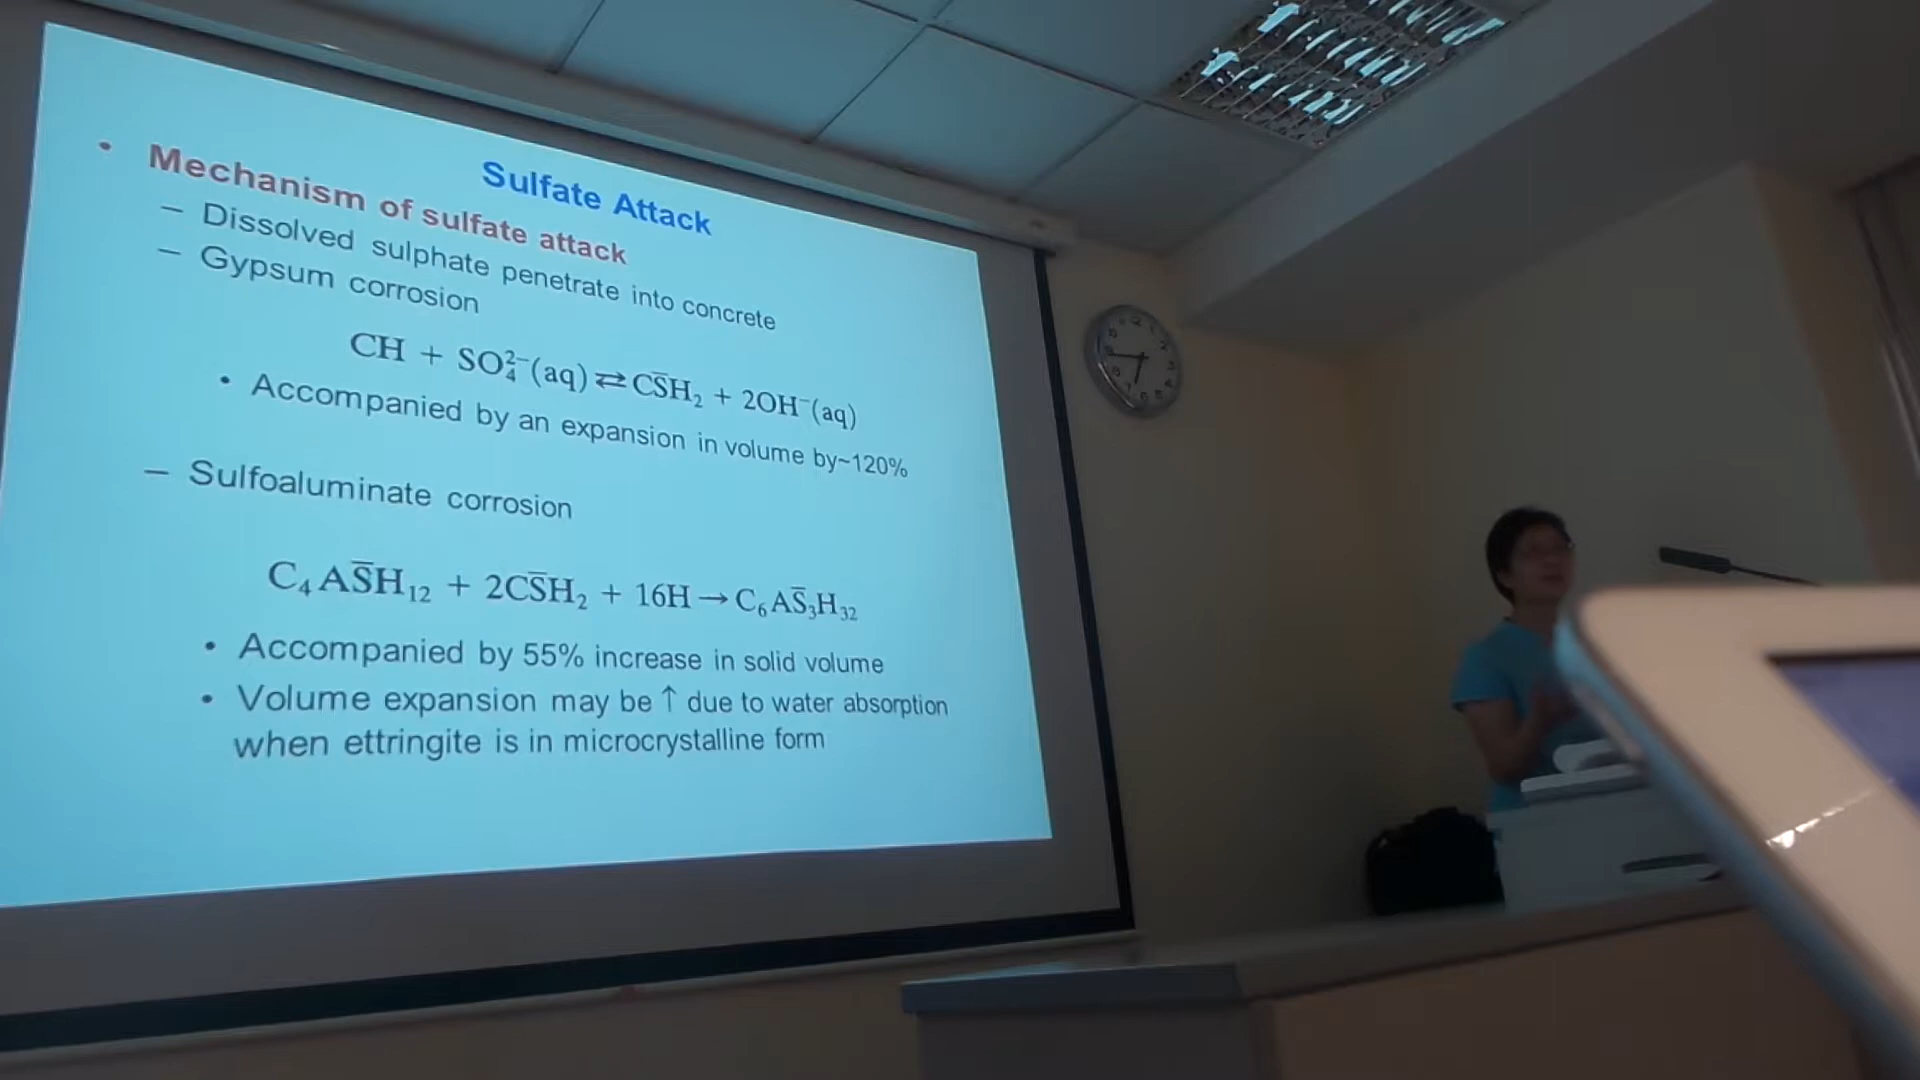 Sulfate Attack
• Mechanism of sulfate attack
– Dissolved sulphate penetrate into concrete
– Gypsum corrosion
CH + SO₄²⁻(aq) ⇄ CS̅H₂ + 2OH⁻(aq)
• Accompanied by an expansion in volume by~120%
– Sulfoaluminate corrosion
C₄AS̅H₁₂ + 2CS̅H₂ + 16H → C₆AS̅₃H₃₂
• Accompanied by 55% increase in solid volume
• Volume expansion may be ↑ due to water absorption
when ettringite is in microcrystalline form